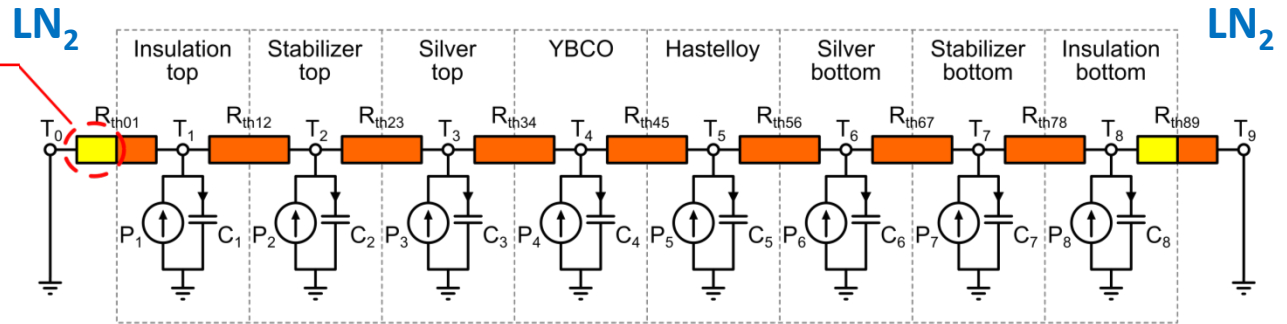 LN₂ LN₂
Insulation top Stabilizer top Silver top YBCO Hastelloy Silver bottom Stabilizer bottom Insulation bottom
T₀ Rth01 T₁ Rth12 T₂ Rth23 T₃ Rth34 T₄ Rth45 T₅ Rth56 T₆ Rth67 T₇ Rth78 T₈ Rth89 T₉
P₁ C₁ P₂ C₂ P₃ C₃ P₄ C₄ P₅ C₅ P₆ C₆ P₇ C₇ P₈ C₈